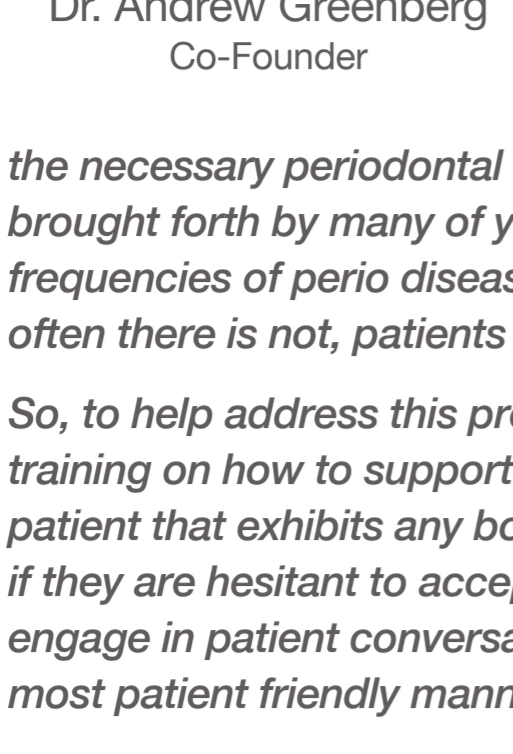 Dr. Andrew Greenberg
Co-Founder
the necessary periodontal
brought forth by many of
frequencies of perio
often there is not, patients
So, to help address this
training on how to support
patient that exhibits any
if they are hesitant to
engage in patient
most patient friendly